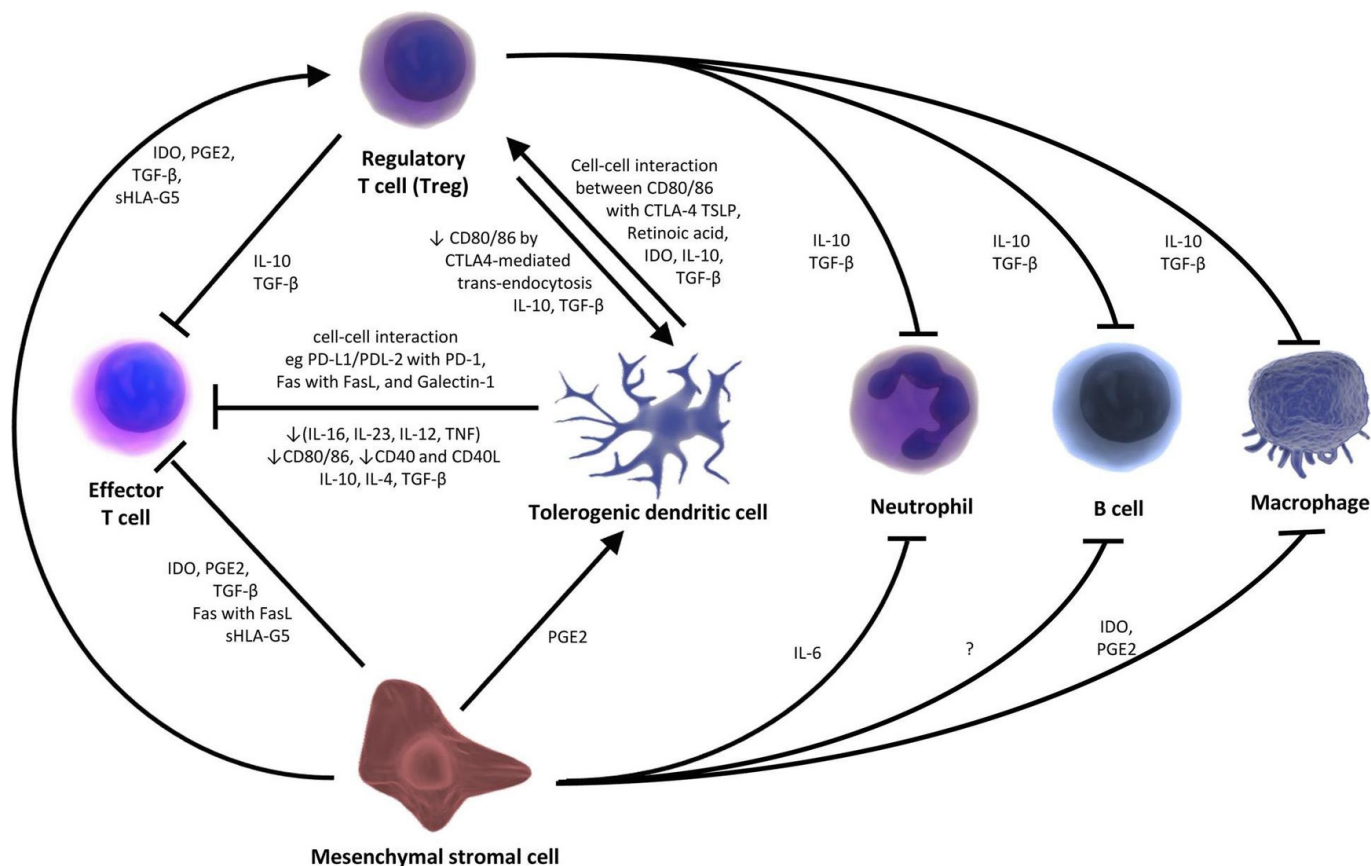 Regulatory
T cell (Treg)
IDO, PGE2,
TGF-β,
sHLA-G5
IL-10
TGF-β
↓ CD80/86 by
CTLA4-mediated
trans-endocytosis
IL-10, TGF-β
Cell-cell interaction
between CD80/86
with CTLA-4 TSLP,
Retinoic acid,
IDO, IL-10,
TGF-β
IL-10
TGF-β
IL-10
TGF-β
IL-10
TGF-β
cell-cell interaction
eg PD-L1/PDL-2 with PD-1,
Fas with FasL, and Galectin-1
↓(IL-16, IL-23, IL-12, TNF)
↓CD80/86, ↓CD40 and CD40L
IL-10, IL-4, TGF-β
Effector
T cell
Tolerogenic dendritic cell
Neutrophil
B cell
Macrophage
IDO, PGE2,
TGF-β
Fas with FasL
sHLA-G5
PGE2
IL-6
?
IDO,
PGE2
Mesenchymal stromal cell